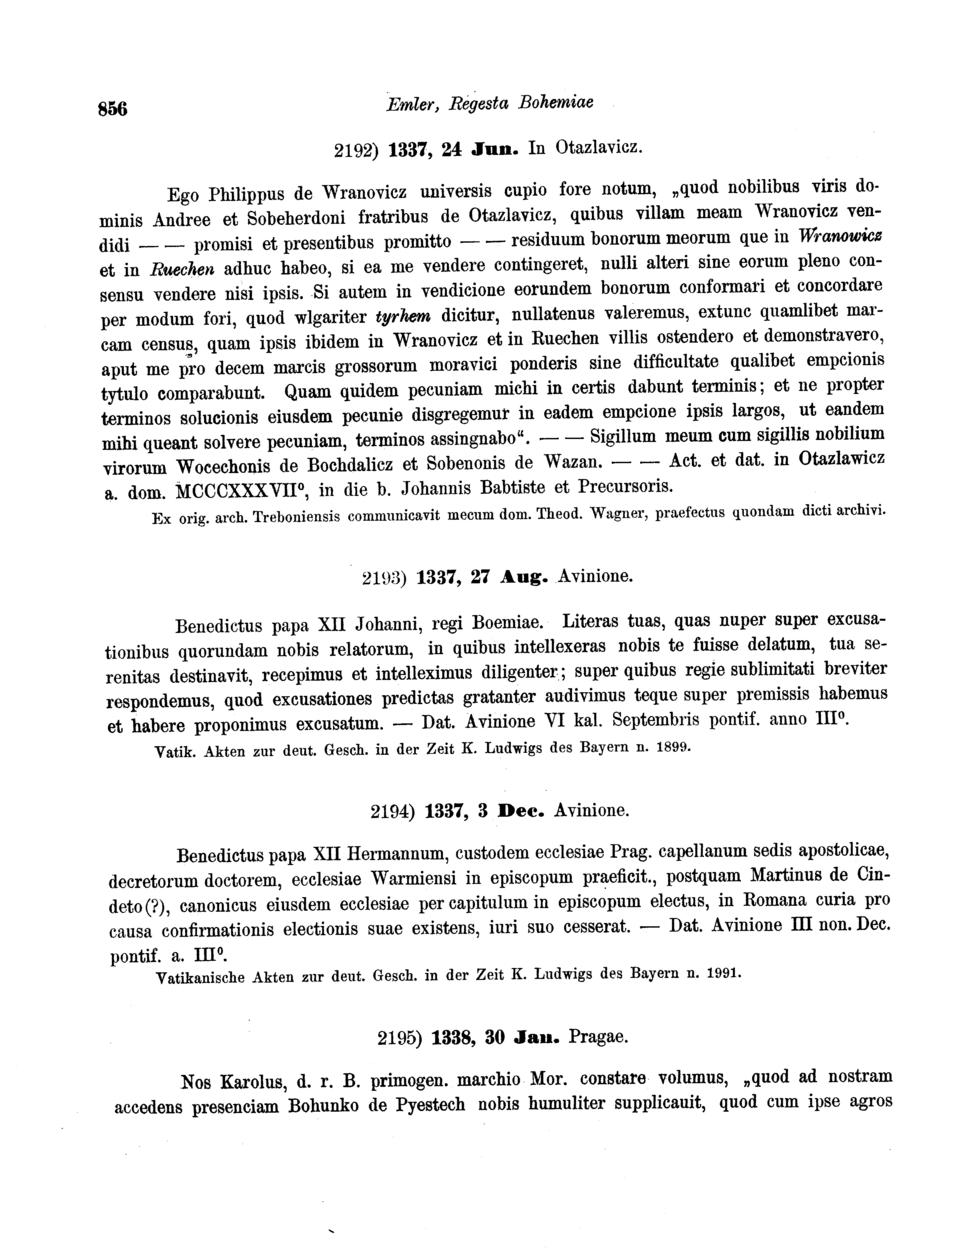 856
Emler, Regesta Bohemiae
2192) 1337, 24 Jun. In Otazlavicz.
Ego Philippus de Wranovicz universis cupio fore notum, „quod nobilibus viris do-
minis Andree et Sobeherdoni fratribus de Otazlavicz, quibus villam meam Wranovicz ven-
didi — — promisi et presentibus promitto — — residuum bonorum meorum que in Wranowicz
et in Ruechen adhuc habeo, si ea me vendere contingeret, nulli alteri sine eorum pleno con-
sensu vendere nisi ipsis. Si autem in vendicione eorundem bonorum conformari et concordare
per modum fori, quod wlgariter tyrhem dicitur, nullatenus valeremus, extunc quamlibet mar-
cam census, quam ipsis ibidem in Wranovicz et in Ruechen villis ostendero et demonstravero,
aput me pro decem marcis grossorum moravici ponderis sine difficultate qualibet empcionis
tytulo comparabunt. Quam quidem pecuniam michi in certis dabunt terminis; et ne propter
terminos solucionis eiusdem pecunie disgregemur in eadem empcione ipsis largos, ut eandem
mihi queant solvere pecuniam, terminos assingnabo“. — — Sigillum meum cum sigillis nobilium
virorum Wocechonis de Bochdalicz et Sobenonis de Wazan. — — Act. et dat. in Otazlawicz
a. dom. MCCCXXXVII⁰, in die b. Johannis Babtiste et Precursoris.
Ex orig. arch. Treboniensis communicavit mecum dom. Theod. Wagner, praefectus quondam dicti archivi.
2193) 1337, 27 Aug. Avinione.
Benedictus papa XII Johanni, regi Boemiae. Literas tuas, quas nuper super excusa-
tionibus quorundam nobis relatorum, in quibus intellexeras nobis te fuisse delatum, tua se-
renitas destinavit, recepimus et intelleximus diligenter; super quibus regie sublimitati breviter
respondemus, quod excusationes predictas gratanter audivimus teque super premissis habemus
et habere proponimus excusatum. — Dat. Avinione VI kal. Septembris pontif. anno III⁰.
Vatik. Akten zur deut. Gesch. in der Zeit K. Ludwigs des Bayern n. 1899.
2194) 1337, 3 Dec. Avinione.
Benedictus papa XII Hermannum, custodem ecclesiae Prag. capellanum sedis apostolicae,
decretorum doctorem, ecclesiae Warmiensi in episcopum praeficit., postquam Martinus de Cin-
deto (?), canonicus eiusdem ecclesiae per capitulum in episcopum electus, in Romana curia pro
causa confirmationis electionis suae existens, iuri suo cesserat. — Dat. Avinione III non. Dec.
pontif. a. III⁰.
Vatikanische Akten zur deut. Gesch. in der Zeit K. Ludwigs des Bayern n. 1991.
2195) 1338, 30 Jan. Pragae.
Nos Karolus, d. r. B. primogen. marchio Mor. constare volumus, „quod ad nostram
accedens presenciam Bohunko de Pyestech nobis humuliter supplicauit, quod cum ipse agros